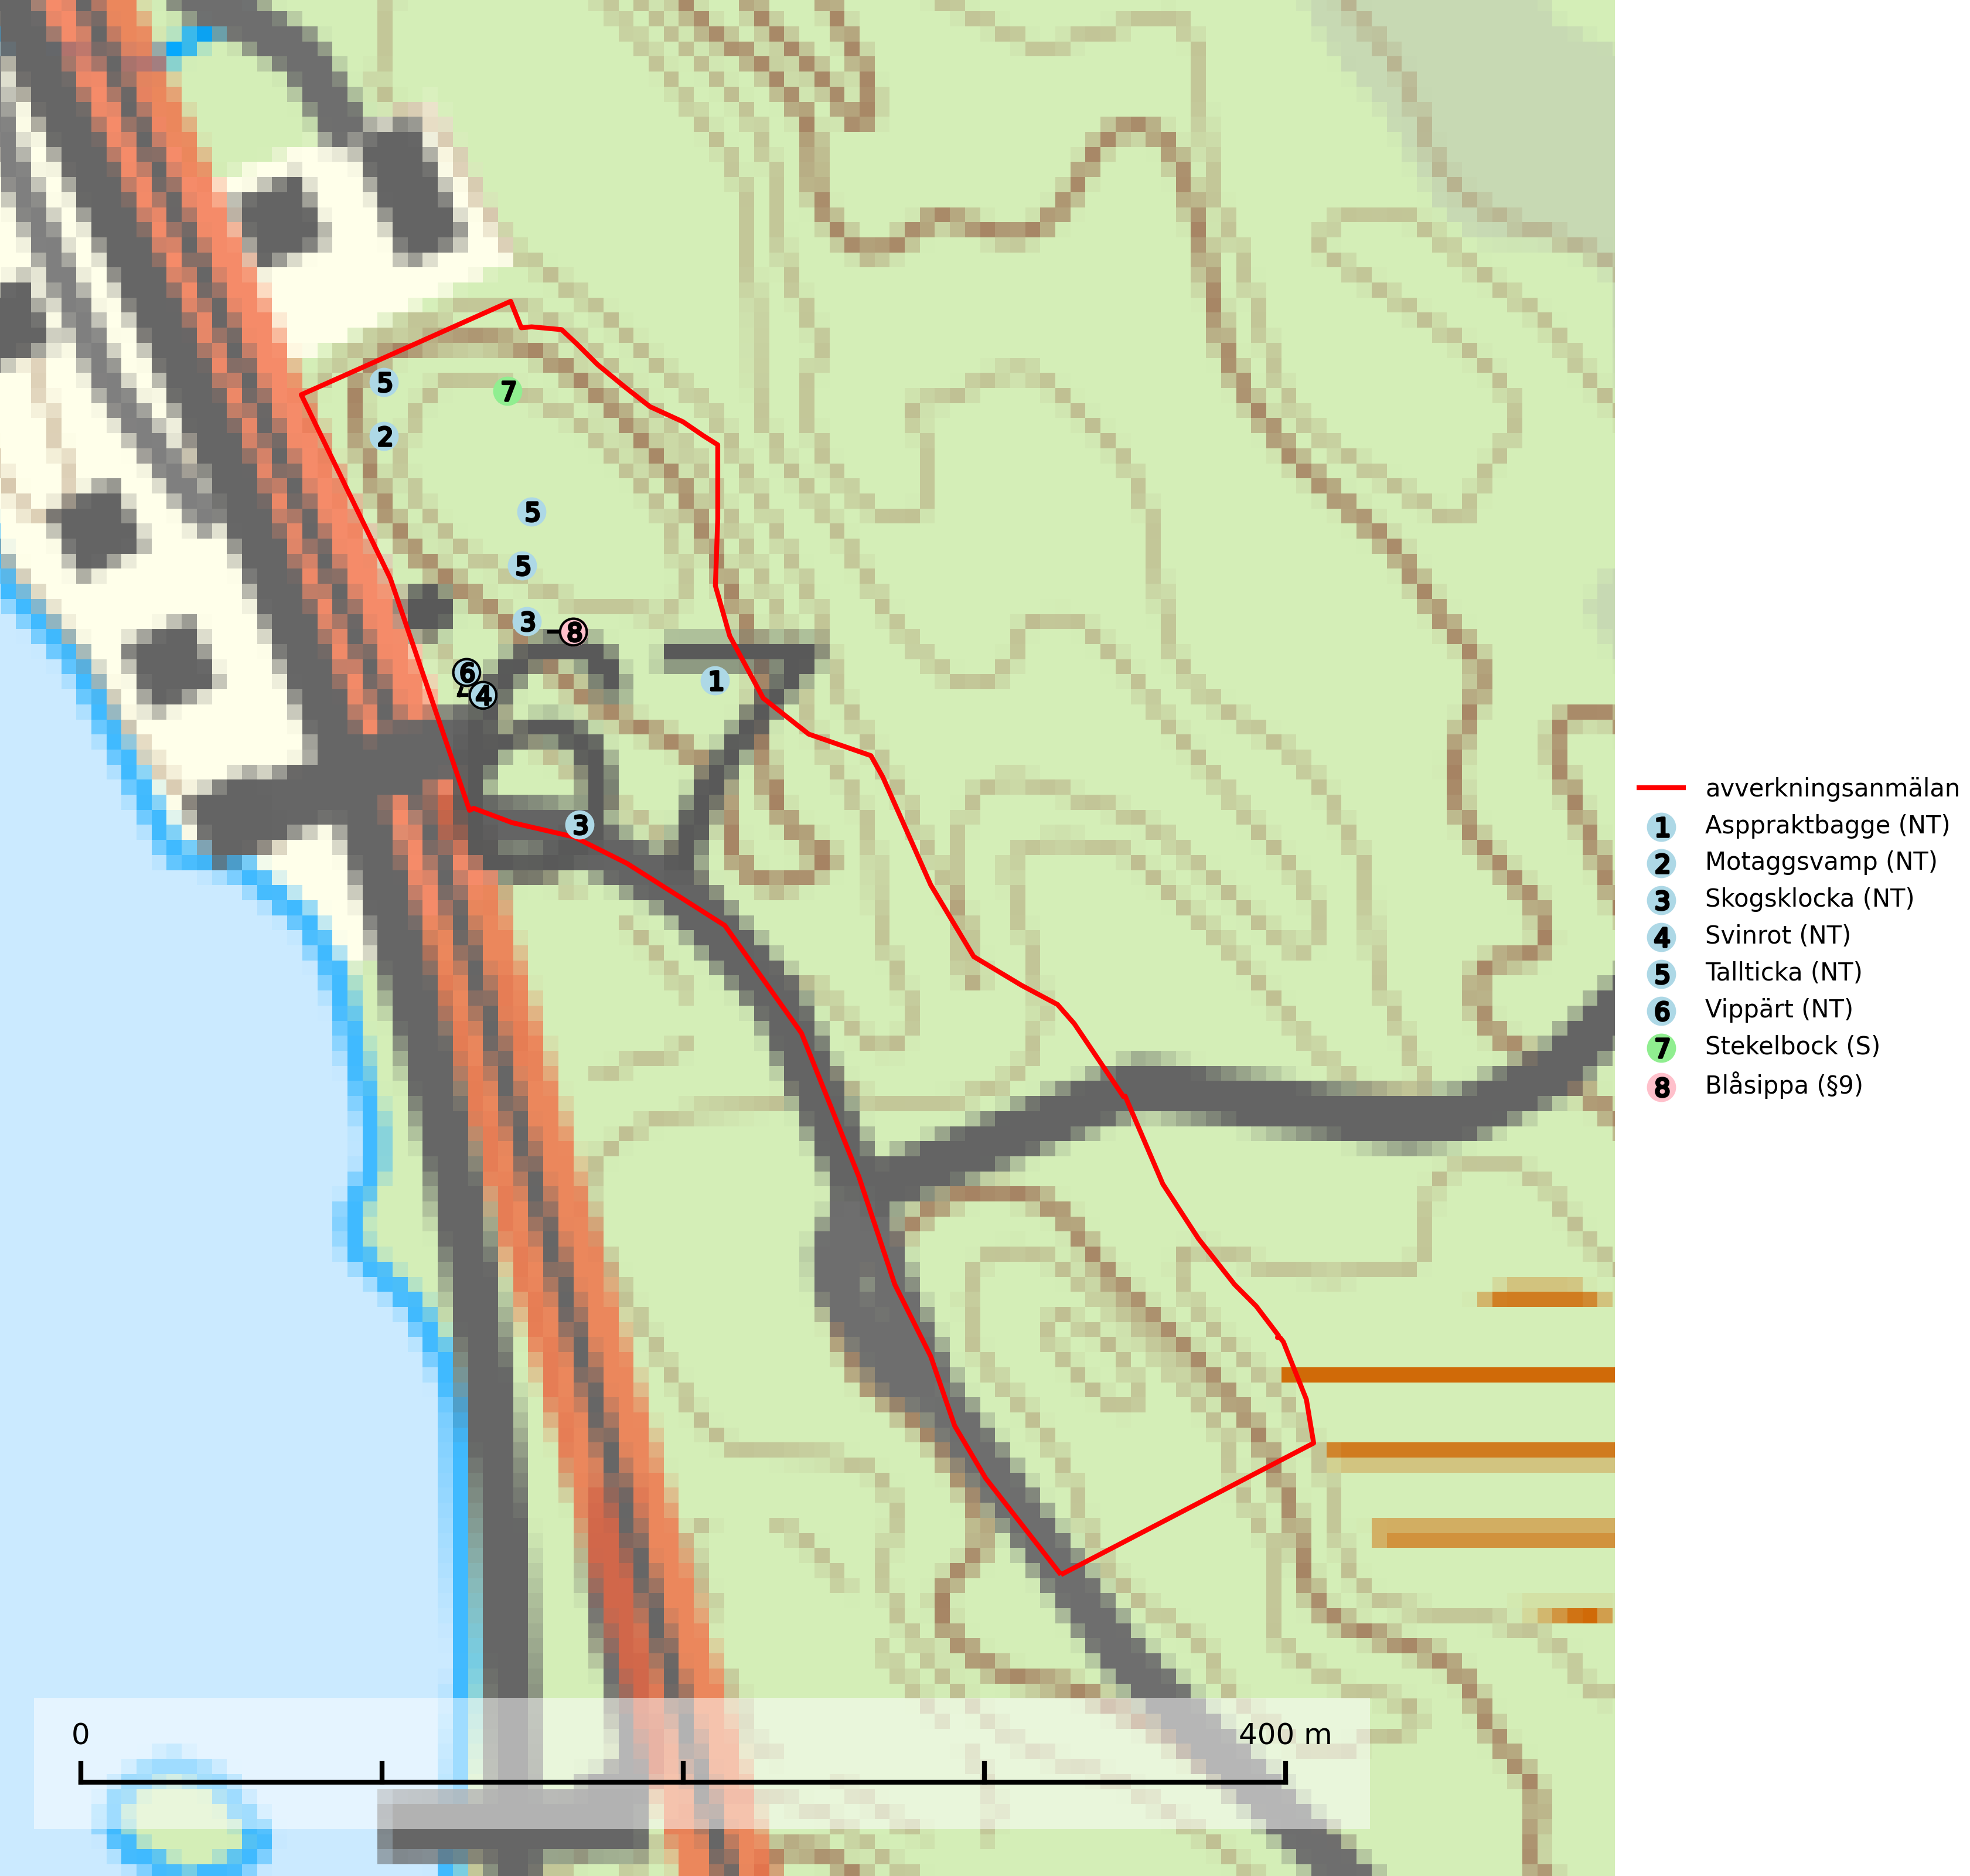 5
7
2
5
5
3
8
6
4
1
3
avverkningsanmälan
1 Asppraktbagge (NT)
2 Motaggsvamp (NT)
3 Skogsklocka (NT)
4 Svinrot (NT)
5 Tallticka (NT)
6 Vippärt (NT)
7 Stekelbock (S)
8 Blåsippa (§9)
0 400 m